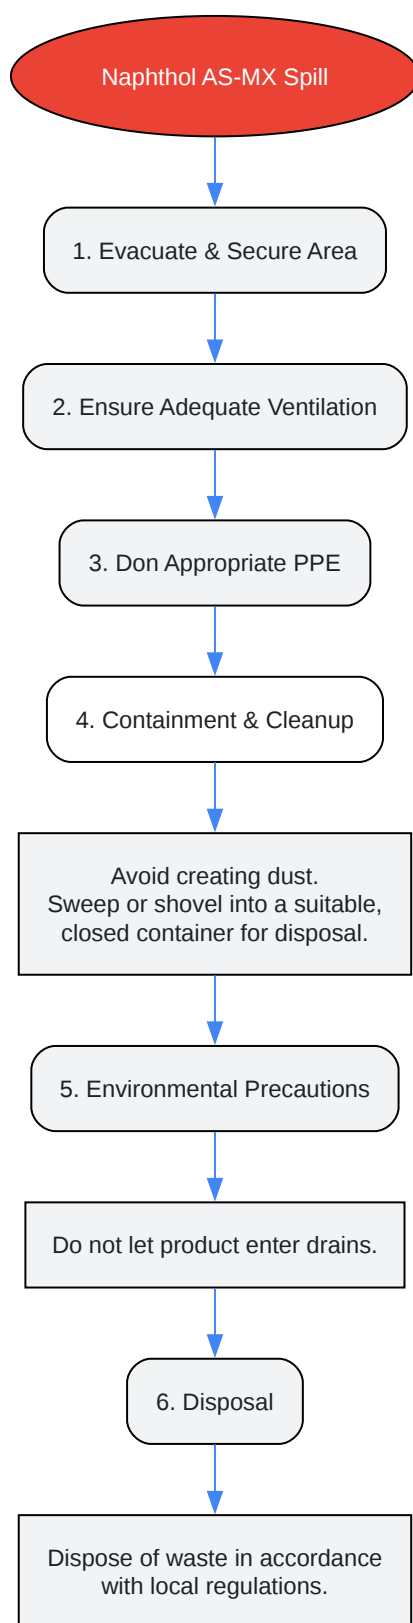 Naphthol AS-MX Spill
1. Evacuate & Secure Area
2. Ensure Adequate Ventilation
3. Don Appropriate PPE
4. Containment & Cleanup
Avoid creating dust.
Sweep or shovel into a suitable,
closed container for disposal.
5. Environmental Precautions
Do not let product enter drains.
6. Disposal
Dispose of waste in accordance
with local regulations.